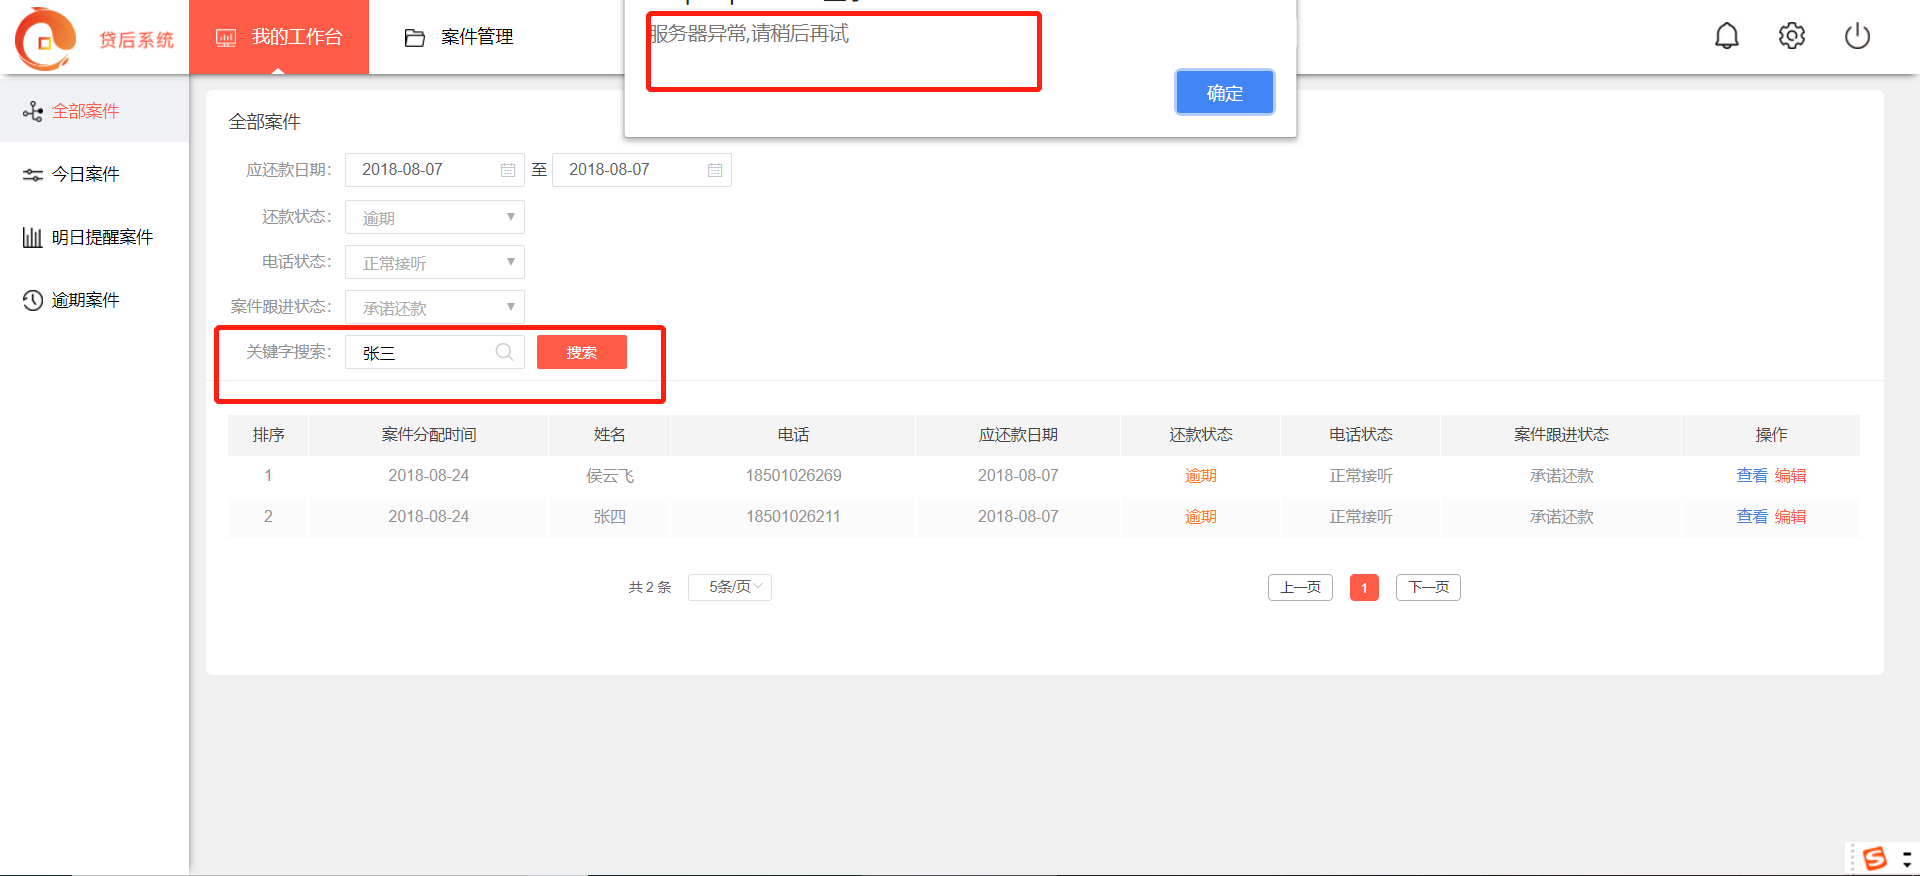 贷后系统
我的工作台
案件管理
服务器异常,请稍后再试
确定
全部案件
今日案件
明日提醒案件
逾期案件
全部案件
应还款日期: 2018-08-07 至 2018-08-07
还款状态: 逾期
电话状态: 正常接听
案件跟进状态: 承诺还款
关键字搜索: 张三 搜索
排序 案件分配时间 姓名 电话 应还款日期 还款状态 电话状态 案件跟进状态 操作
1 2018-08-24 侯云飞 18501026269 2018-08-07 逾期 正常接听 承诺还款 查看 编辑
2 2018-08-24 张四 18501026211 2018-08-07 逾期 正常接听 承诺还款 查看 编辑
共 2 条 5条/页 上一页 1 下一页